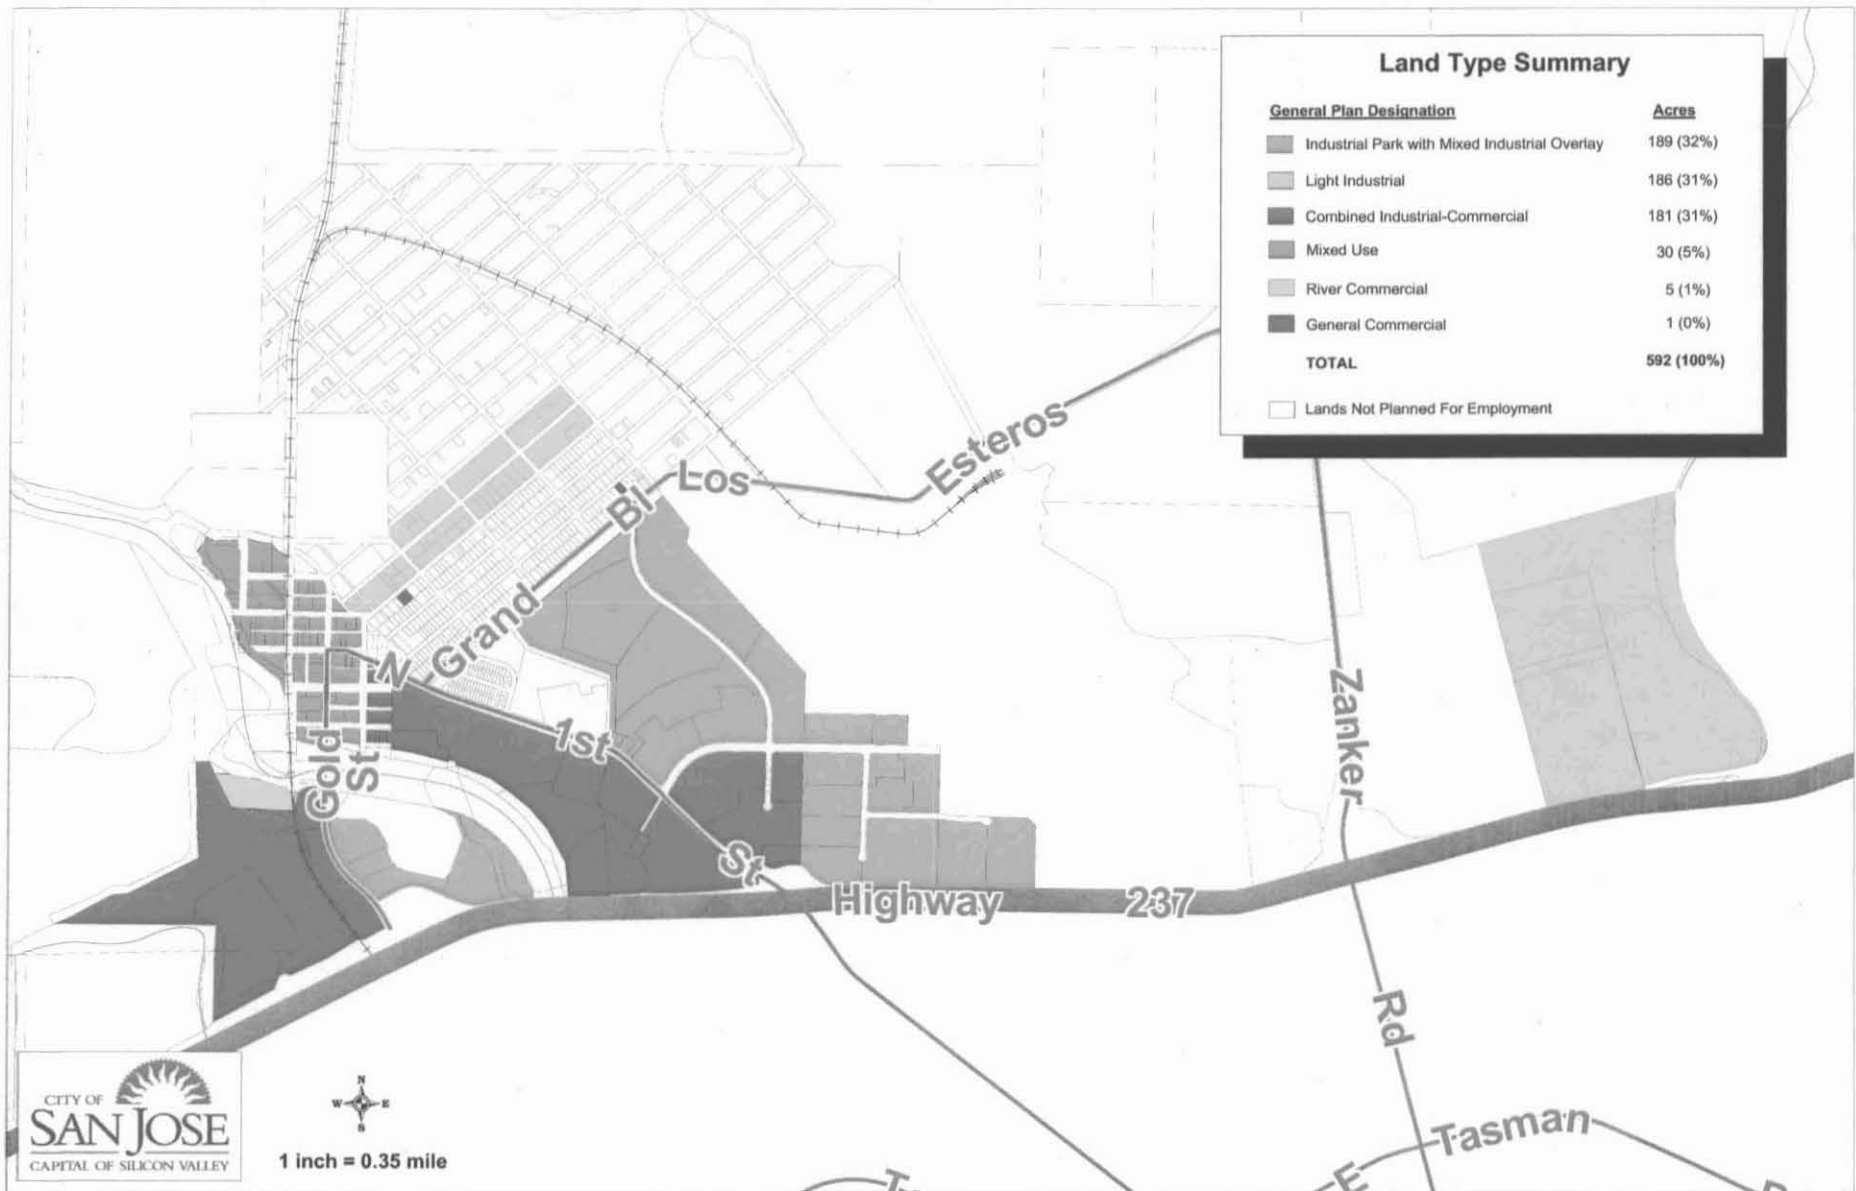 Land Type Summary
General Plan Designation Acres
Industrial Park with Mixed Industrial Overlay 189 (32%)
Light Industrial 186 (31%)
Combined Industrial-Commercial 181 (31%)
Mixed Use 30 (5%)
River Commercial 5 (1%)
General Commercial 1 (0%)
TOTAL 592 (100%)
Lands Not Planned For Employment
Los Esteros
Grand Bl
N 1st St
Gold St
Zanker Rd
Highway 237
E Tasman
CITY OF
SAN JOSE
CAPITAL OF SILICON VALLEY
N
W E
S
1 inch = 0.35 mile